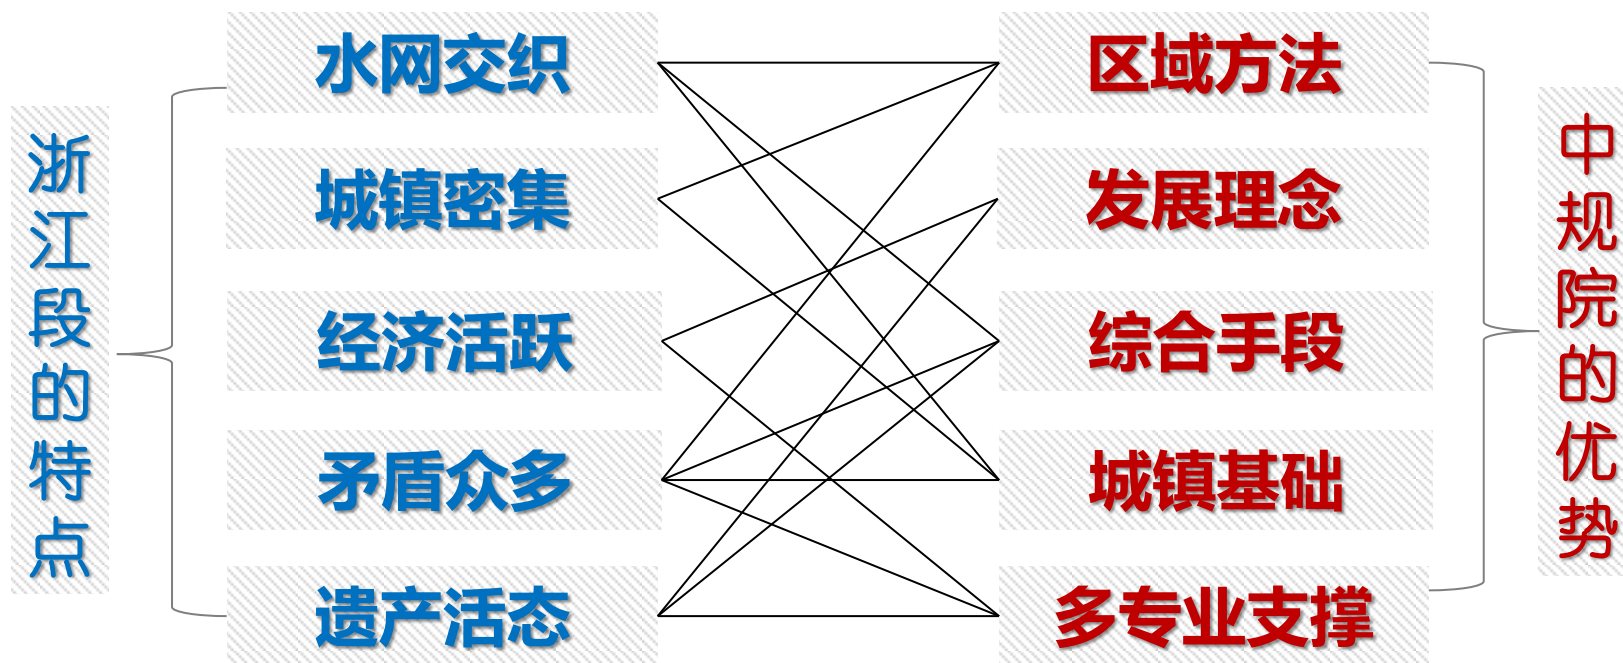 浙江段的特点
水网交织
城镇密集
经济活跃
矛盾众多
遗产活态
区域方法
发展理念
综合手段
城镇基础
多专业支撑
中规院的优势